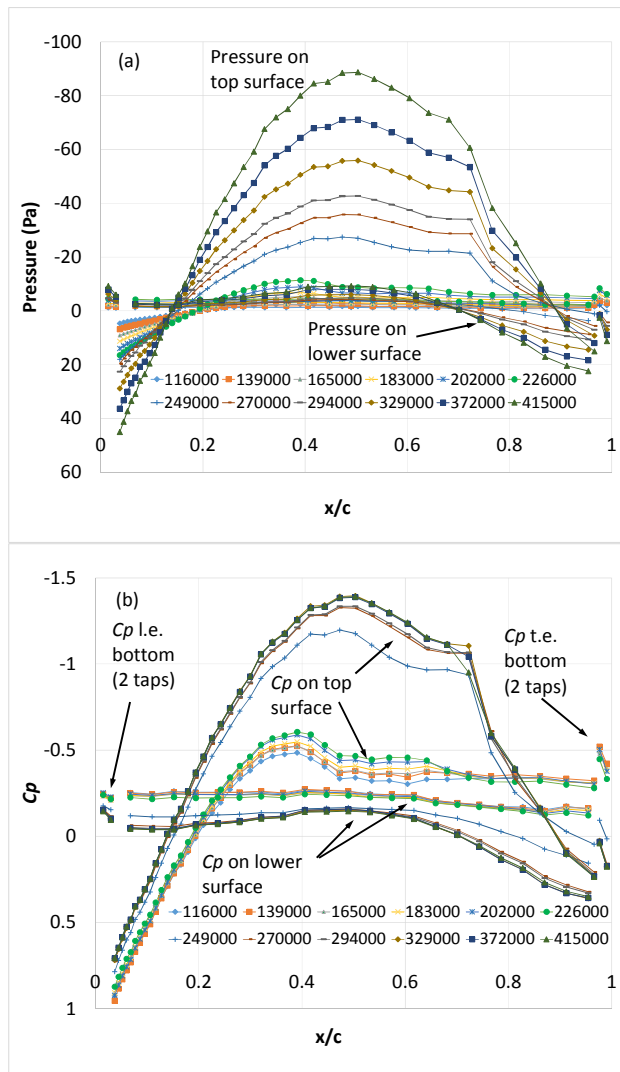 -100
(a)
Pressure on
top surface
-80
-60
-40
-20
0
20
40
60
Pressure (Pa)
Pressure on
lower surface
116000 139000 165000 183000 202000 226000
249000 270000 294000 329000 372000 415000
0 0.2 0.4 0.6 0.8 1
x/c
-1.5
(b)
Cp l.e.
bottom
(2 taps)
Cp t.e.
bottom
(2 taps)
-1
Cp on top
surface
-0.5
Cp
0
Cp on lower
surface
0.5
116000 139000 165000 183000 202000 226000
249000 270000 294000 329000 372000 415000
1
0 0.2 0.4 0.6 0.8 1
x/c